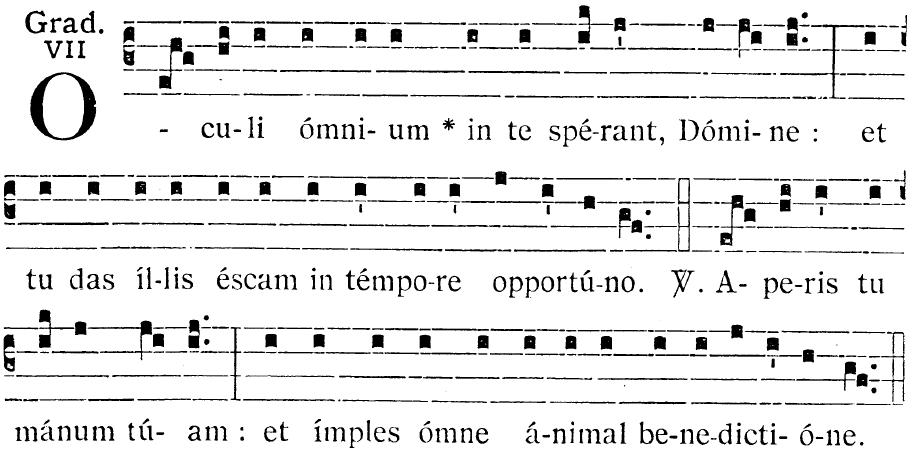 Grad.
VII
O - cu-li ómni- um * in te spé-rant, Dómi- ne : et
tu das íl-lis éscam in témpo-re opportú-no. ℣. A- pe-ris tu
mánum tú- am : et ímples ómne á-nimal be-ne-dicti- ó-ne.